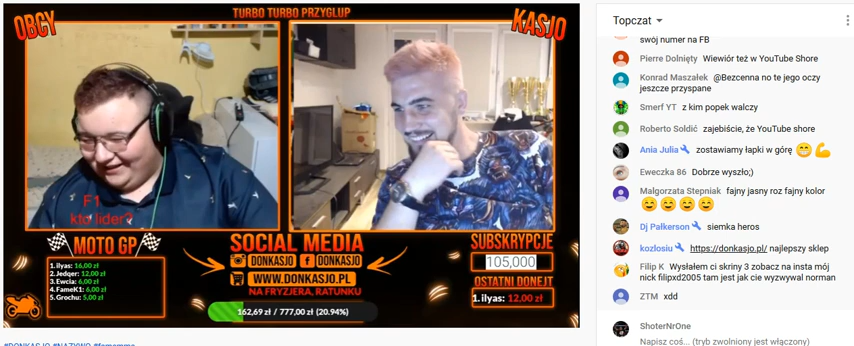 OBCY
TURBO TURBO PRZYGLUP
KASJO
F1
kto lider?
MOTO GP
1. ilyas: 16,00 zł
2. Jedqer: 12,00 zł
3. Ewcia: 6,00 zł
4. FameK1: 6,00 zł
5. Grochu: 5,00 zł
SOCIAL MEDIA
DONKASJO
DONKASJO
WWW.DONKASJO.PL
NA FRYZJERA, RATUNKU
162,69 zł / 777,00 zł (20.94%)
SUBSKRYPCJE
105,000
OSTATNI DONEJT
1. ilyas: 12,00 zł
#DONKASJO #NAZYWO #famemma
Topczat
swój numer na FB
Pierre Dolnięty Wiewiór też w YouTube Shore
Konrad Maszałek @Bezcenna no te jego oczy
jeszcze przyspane
Smerf YT z kim popek walczy
Roberto Soldić zajebiście, że YouTube shore
Ania Julia zostawiamy łapki w górę 😁💪
Eweczka 86 Dobrze wyszło;)
Malgorzata Stepniak fajny jasny roz fajny kolor
😊😊😊😊
Dj Pałkerson siemka heros
kozlosiu https://donkasjo.pl/ najlepszy sklep
Filip K Wysłałem ci skriny 3 zobacz na insta mój
nick filipxd2005 tam jest jak cie wyzwywal norman
ZTM xdd
ShoterNrOne
Napisz coś... (tryb zwolniony jest włączony)